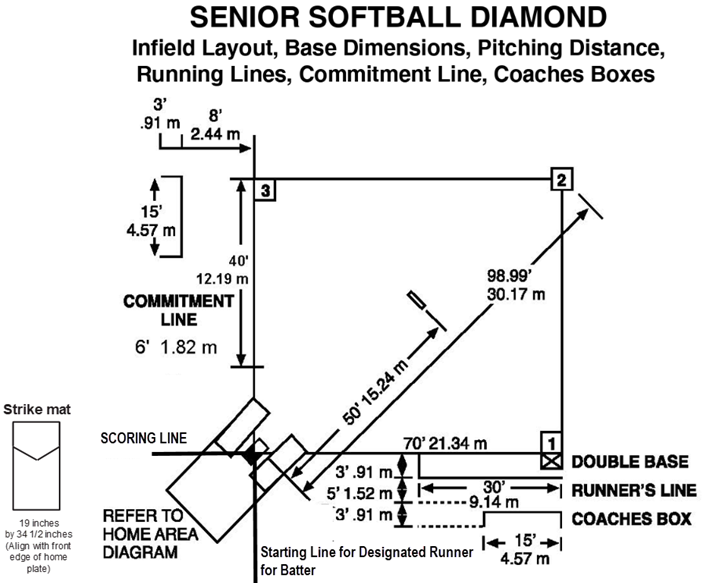 SENIOR SOFTBALL DIAMOND
Infield Layout, Base Dimensions, Pitching Distance,
Running Lines, Commitment Line, Coaches Boxes
3'
.91 m
8'
2.44 m
3
2
15'
4.57 m
40'
12.19 m
98.99'
30.17 m
COMMITMENT
LINE
6' 1.82 m
50' 15.24 m
Strike mat
SCORING LINE
70' 21.34 m
1
DOUBLE BASE
3' .91 m
30'
9.14 m
RUNNER'S LINE
5' 1.52 m
3' .91 m
COACHES BOX
15'
4.57 m
REFER TO
HOME AREA
DIAGRAM
19 inches
by 34 1/2 inches
(Align with front
edge of home
plate)
Starting Line for Designated Runner
for Batter